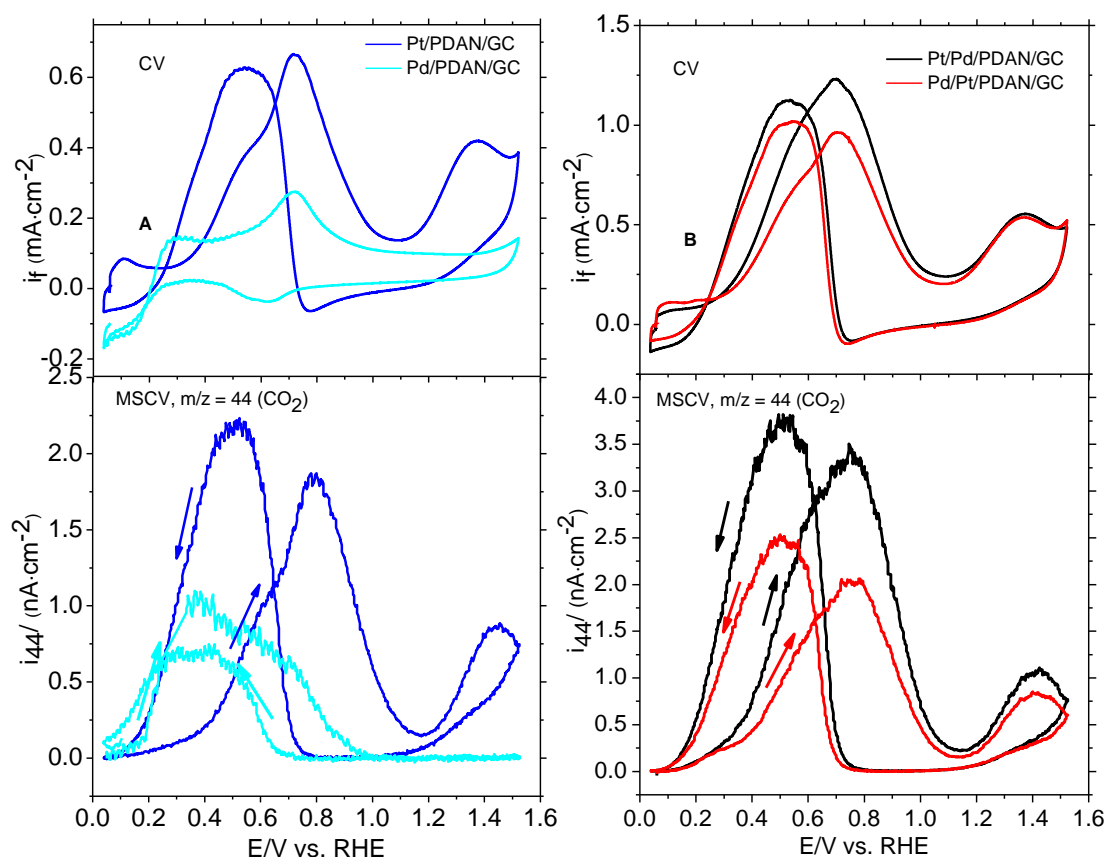 CV
Pt/PDAN/GC
Pd/PDAN/GC
A
i_f (mA·cm⁻²)
0.6
0.4
0.2
0.0
-0.2
MSCV, m/z = 44 (CO₂)
i₄₄/ (nA·cm⁻²)
2.5
2.0
1.5
1.0
0.5
0.0
0.0 0.2 0.4 0.6 0.8 1.0 1.2 1.4 1.6
E/V vs. RHE
CV
Pt/Pd/PDAN/GC
Pd/Pt/PDAN/GC
B
i_f (mA·cm⁻²)
1.5
1.0
0.5
0.0
MSCV, m/z = 44 (CO₂)
i₄₄/ (nA·cm⁻²)
3.5
3.0
2.5
2.0
1.5
1.0
0.5
0.0
0.0 0.2 0.4 0.6 0.8 1.0 1.2 1.4 1.6
E/V vs. RHE